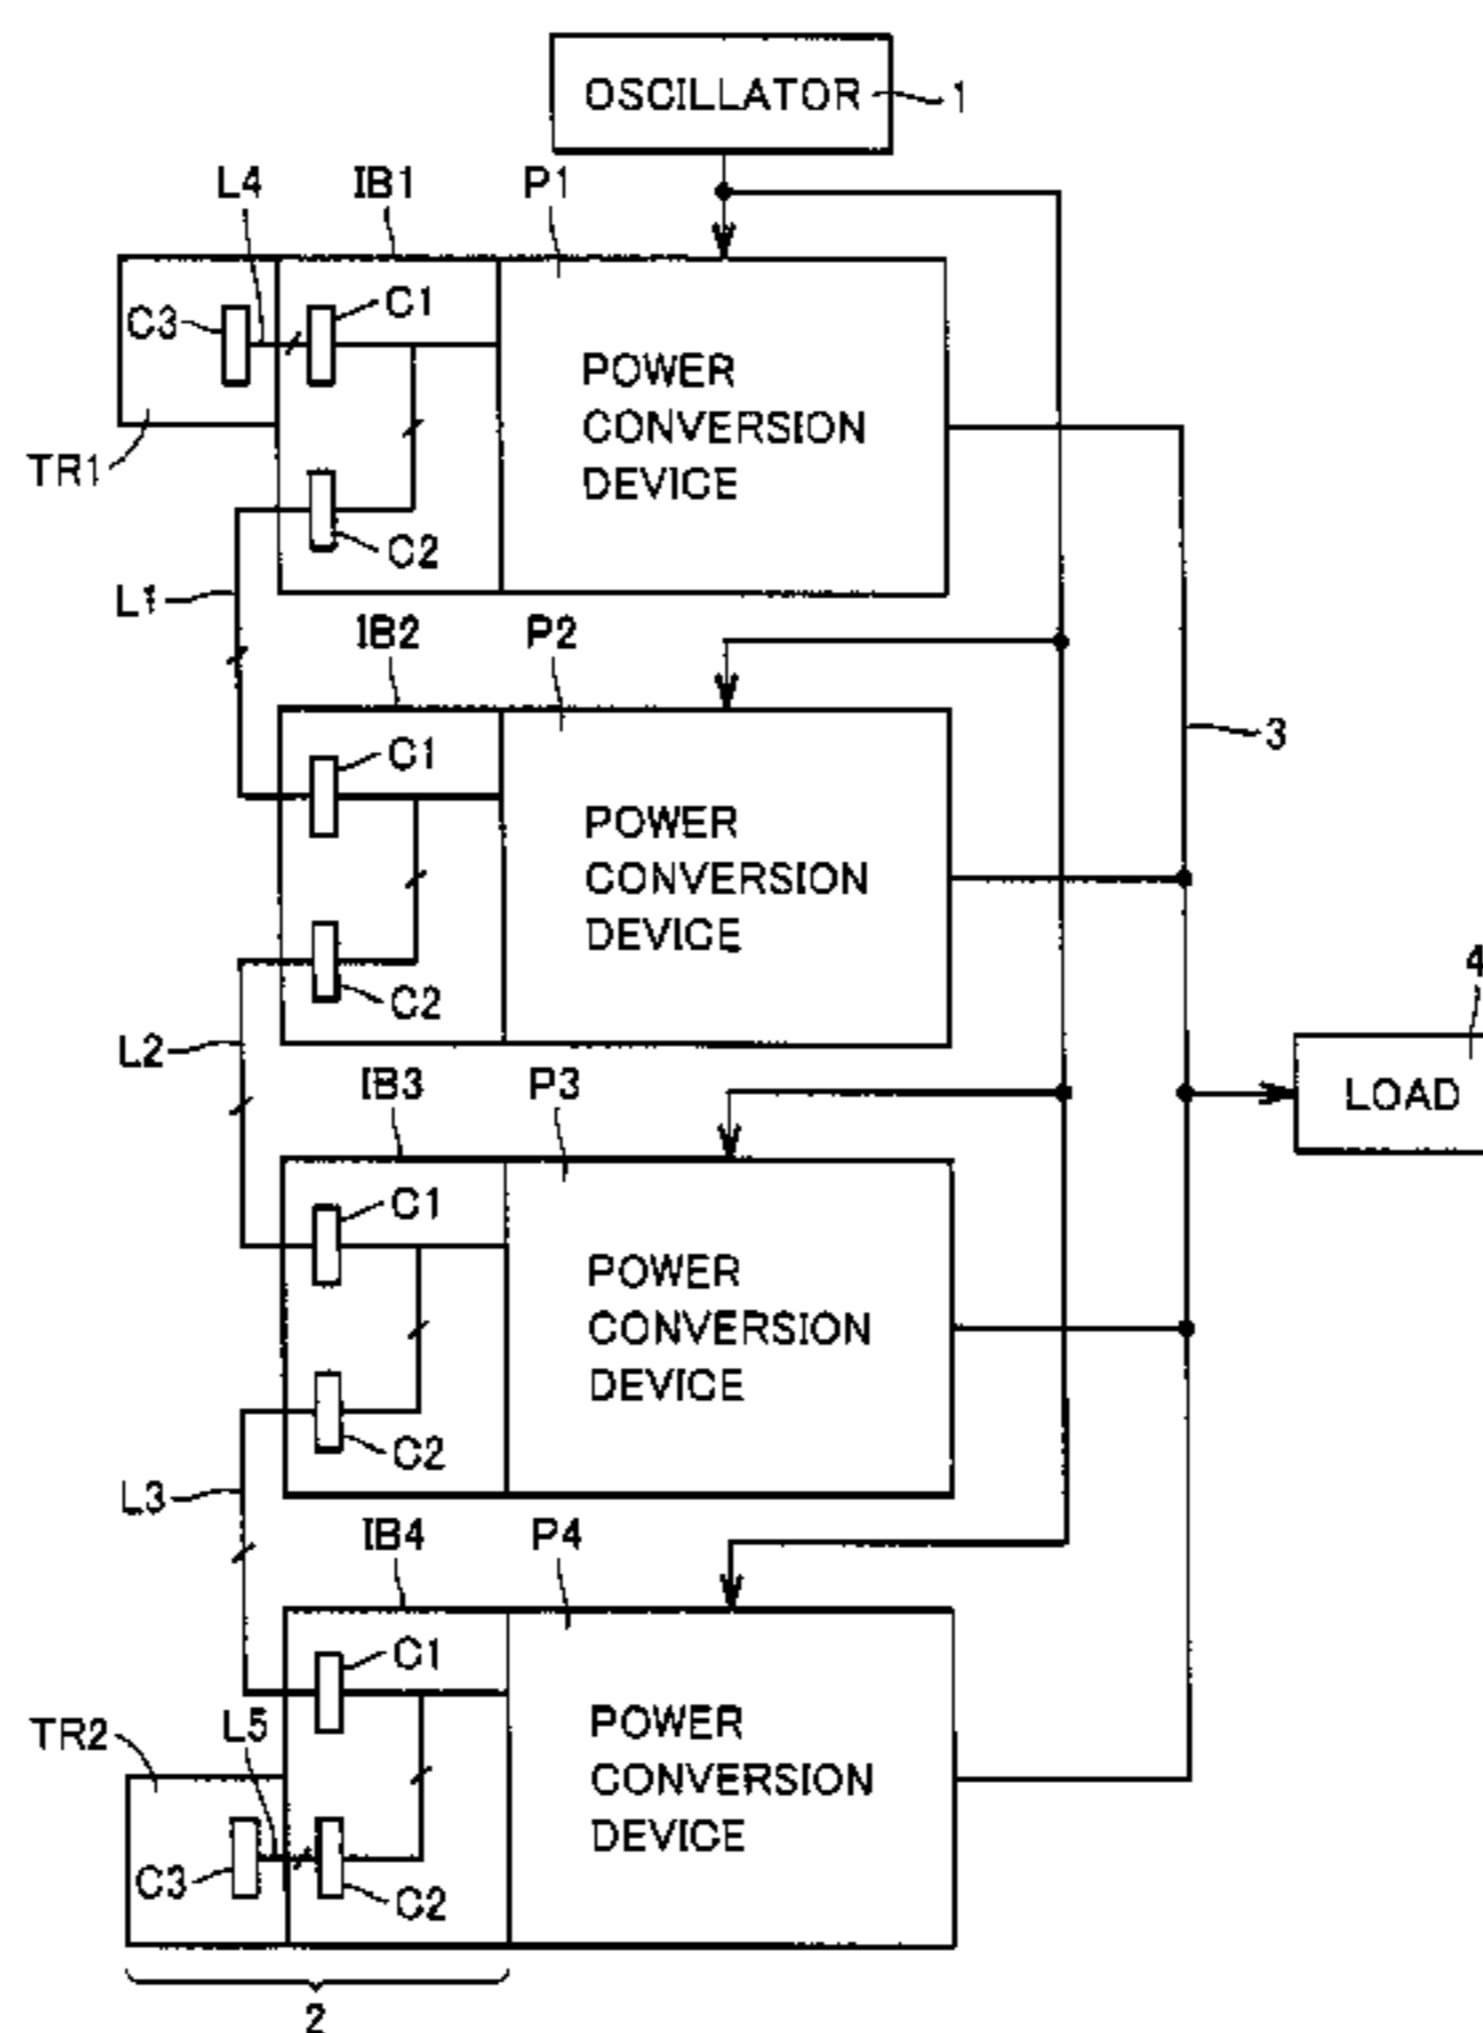 OSCILLATOR 1
L4 IB1 P1
C3 C1
POWER
CONVERSION
DEVICE
TR1
C2
L1
IB2 P2
C1
3
POWER
CONVERSION
DEVICE
C2
4
L2
IB3 P3
LOAD
C1
POWER
CONVERSION
DEVICE
C2
L3
IB4 P4
C1
TR2 L5
POWER
CONVERSION
DEVICE
C3 C2
2